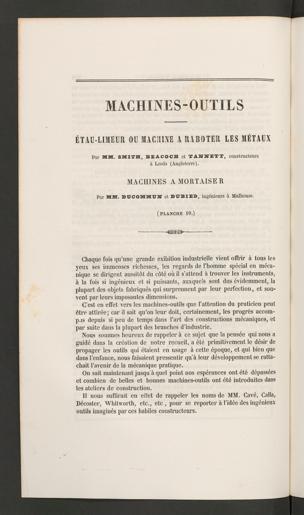 MACHINES-OUTILS
ÉTAU-LIMEUR OU MACHINE A RABOTER LES MÉTAUX
Par MM. SMITH, BEACOCH et TANNETT, constructeurs
à Leeds (Angleterre).
MACHINES A MORTAISER
Par MM. DUCOMMUN et DUBIED, ingénieurs à Mulhouse.
(PLANCHE 10.)
Chaque fois qu'une grande exibition industrielle vient offrir à tous les
yeux ses immenses richesses, les regards de l'homme spécial en méca-
nique se dirigent aussitôt du côté où il s'attend à trouver les instruments,
à la fois si ingénieux et si puissants, auxquels sont dus évidemment, la
plupart des objets fabriqués qui surprennent par leur perfection, et sou-
vent par leurs imposantes dimensions.
C'est en effet vers les machines-outils que l'attention du praticien peut
être attirée; car il sait qu'on leur doit, certainement, les progrès accom-
p.is depuis si peu de temps dans l'art des constructions mécaniques, et
par suite dans la plupart des branches d'industrie.
Nous sommes heureux de rappeler à ce sujet que la pensée qui nous a
guidé dans la création de notre recueil, a été primitivement le désir de
propager les outils qui étaient en usage à cette époque, et qui bien que
dans l'enfance, nous faisaient pressentir qu'à leur développement se ratta-
chait l'avenir de la mécanique pratique.
On sait maintenant jusqu'à quel point nos espérances ont été dépassées
et combien de belles et bonnes machines-outils ont été introduites dans
les ateliers de construction.
Il nous suffirait en effet de rappeler les noms de MM. Cavé, Calla,
Décoster, Whitworth, etc., etc., pour se reporter à l'idée des ingénieux
outils imaginés par ces habiles constructeurs.